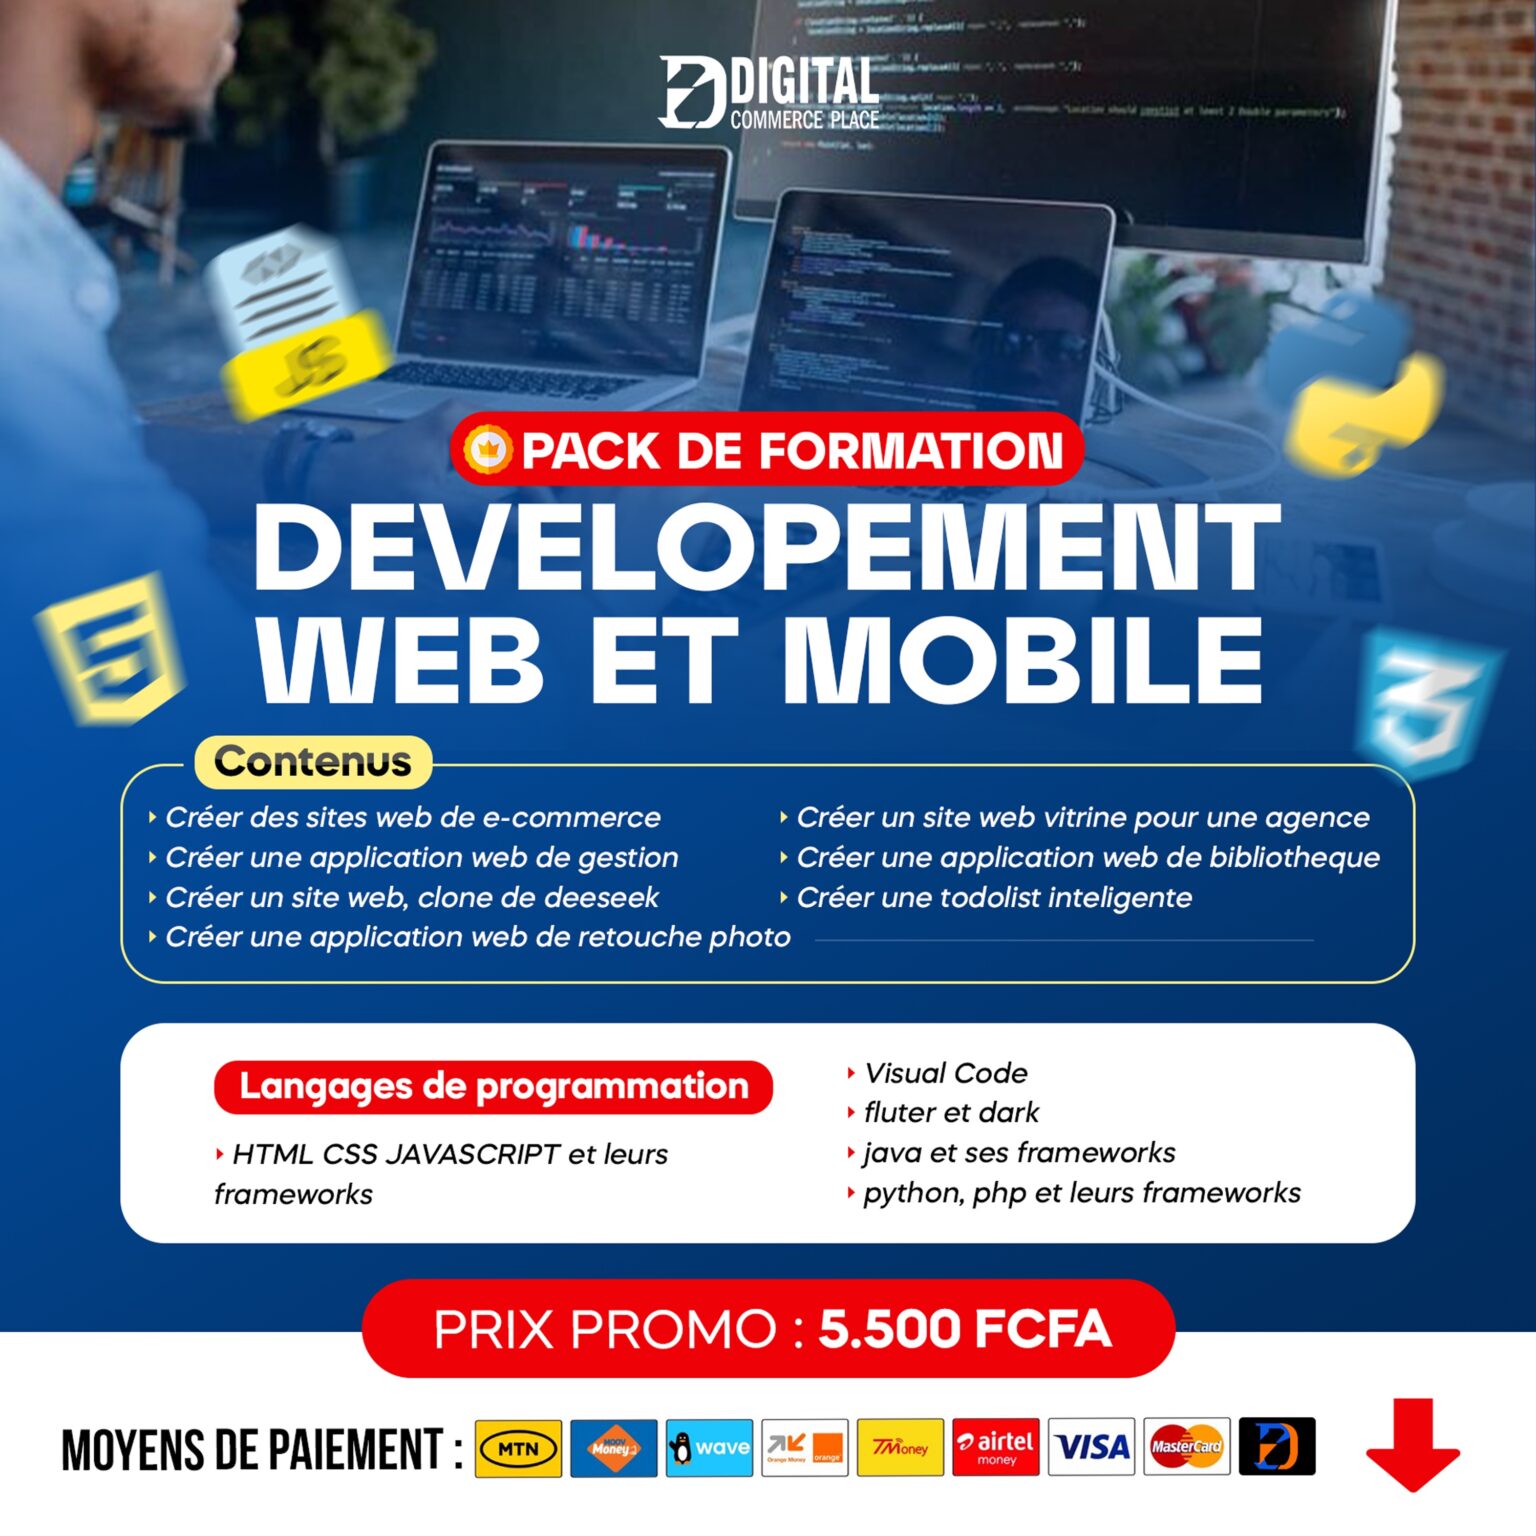 DIGITAL
COMMERCE PLACE
JS
PACK DE FORMATION
DEVELOPEMENT
WEB ET MOBILE
Contenus
Créer des sites web de e-commerce
Créer une application web de gestion
Créer un site web, clone de deeseek
Créer une application web de retouche photo
Créer un site web vitrine pour une agence
Créer une application web de bibliotheque
Créer une todolist inteligente
Langages de programmation
HTML CSS JAVASCRIPT et leurs
frameworks
Visual Code
fluter et dark
java et ses frameworks
python, php et leurs frameworks
PRIX PROMO : 5.500 FCFA
MOYENS DE PAIEMENT :
MTN
MOOV
Money
wave
Orange Money
orange
TMoney
airtel
money
VISA
MasterCard